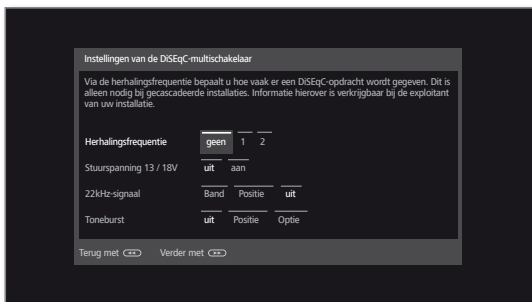 Instellingen van de DiSEqC-multischakelaar
Via de herhalingsfrequentie bepaalt u hoe vaak er een DiSEqC-opdracht wordt gegeven. Dit is
alleen nodig bij gecascadeerde installaties. Informatie hierover is verkrijgbaar bij de exploitant
van uw installatie.
Herhalingsfrequentie geen 1 2
Stuurspanning 13 / 18V uit aan
22kHz-signaal Band Positie uit
Toneburst uit Positie Optie
Terug met Verder met